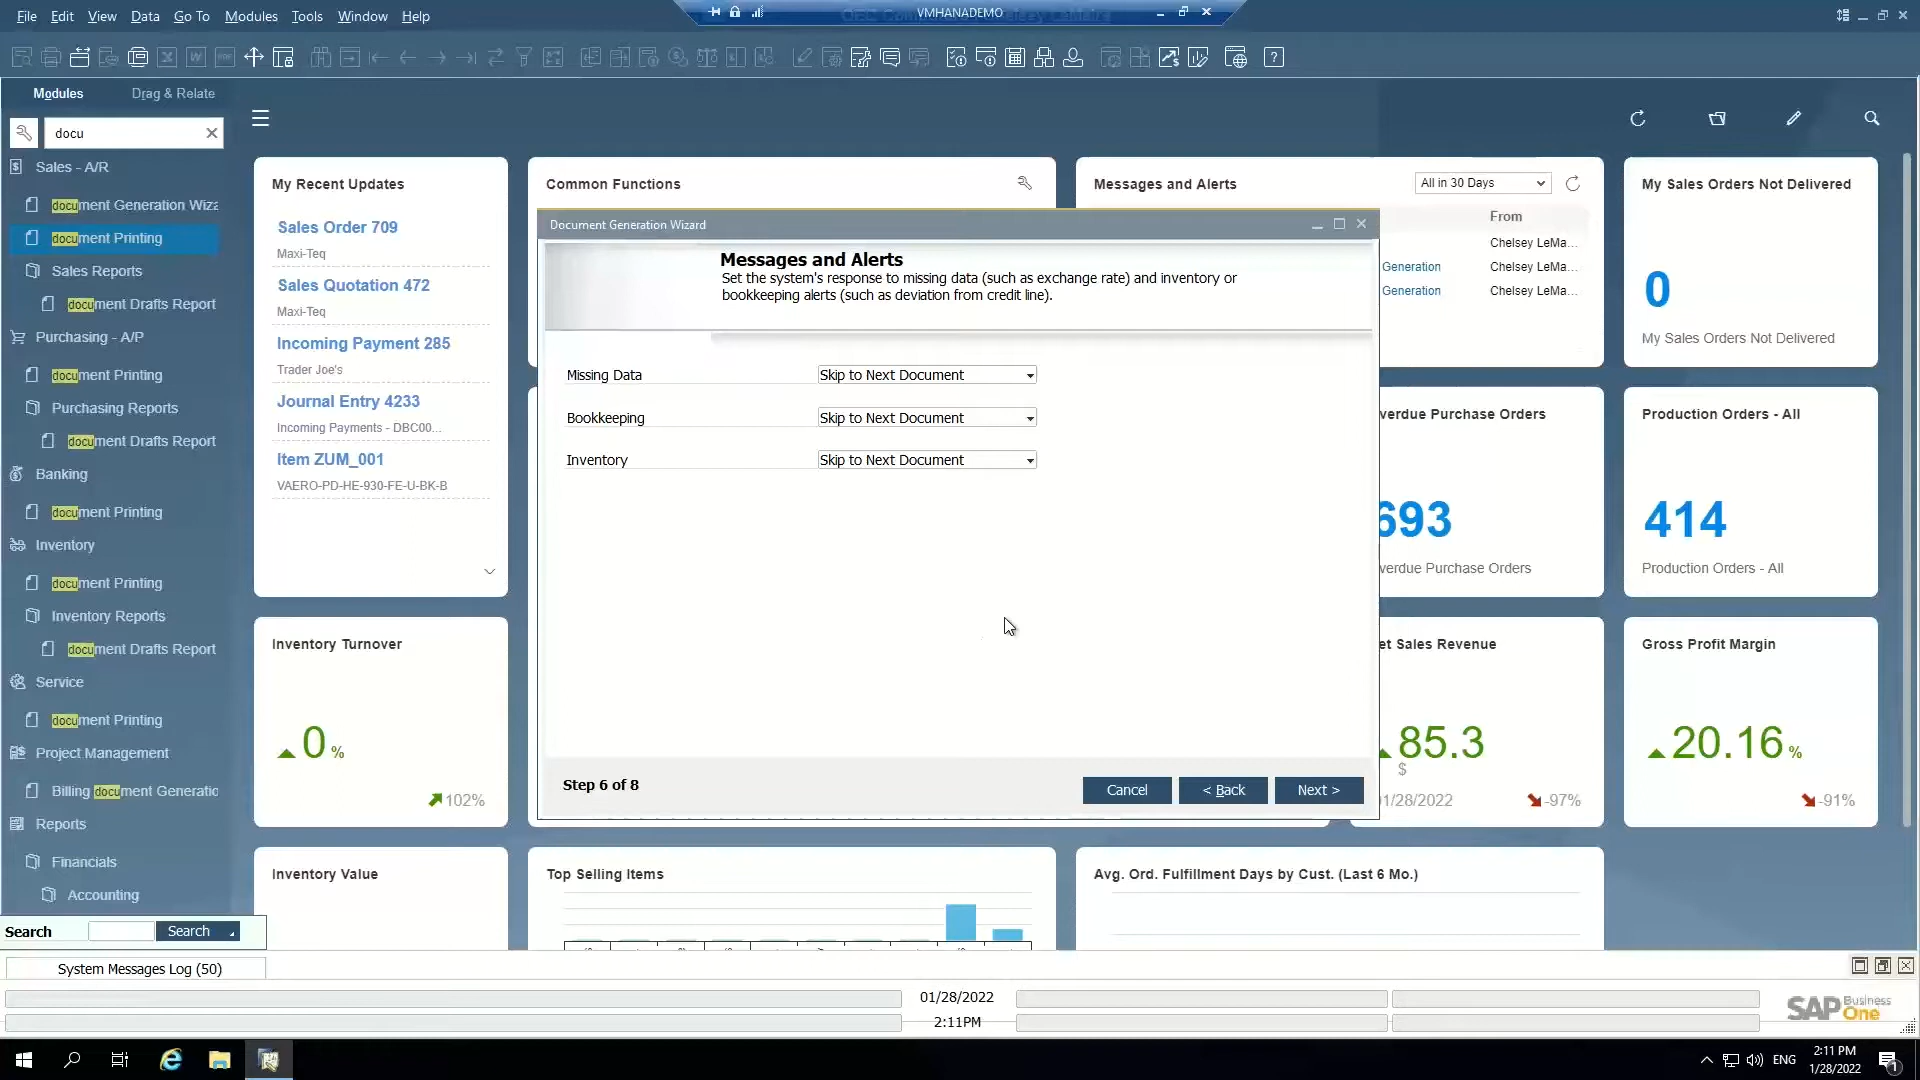 File Edit View Data Go To Modules Tools Window Help
VMHANADEMO
Modules Drag & Relate
docu
Sales - A/R
document Generation Wiza
document Printing
Sales Reports
document Drafts Report
Purchasing - A/P
document Printing
Purchasing Reports
document Drafts Report
Banking
document Printing
Inventory
document Printing
Inventory Reports
document Drafts Report
Service
document Printing
Project Management
Billing document Generatio
Reports
Financials
Accounting
Search Search
My Recent Updates
Sales Order 709
Maxi-Teq
Sales Quotation 472
Maxi-Teq
Incoming Payment 285
Trader Joe's
Journal Entry 4233
Incoming Payments - DBC00...
Item ZUM_001
VAERO-PD-HE-930-FE-U-BK-B
Common Functions
Messages and Alerts
All in 30 Days
From
Chelsey LeMa...
Generation Chelsey LeMa...
Generation Chelsey LeMa...
My Sales Orders Not Delivered
0
My Sales Orders Not Delivered
Document Generation Wizard
Messages and Alerts
Set the system's response to missing data (such as exchange rate) and inventory or
bookkeeping alerts (such as deviation from credit line).
Missing Data Skip to Next Document
Bookkeeping Skip to Next Document
Inventory Skip to Next Document
Step 6 of 8
Cancel < Back Next >
verdue Purchase Orders
693
verdue Purchase Orders
Production Orders - All
414
Production Orders - All
Inventory Turnover
0 %
102%
et Sales Revenue
85.3
$
1/28/2022 -97%
Gross Profit Margin
20.16 %
-91%
Inventory Value
Top Selling Items
Avg. Ord. Fulfillment Days by Cust. (Last 6 Mo.)
System Messages Log (50)
01/28/2022
2:11PM
SAP Business One
ENG
2:11 PM
1/28/2022
1